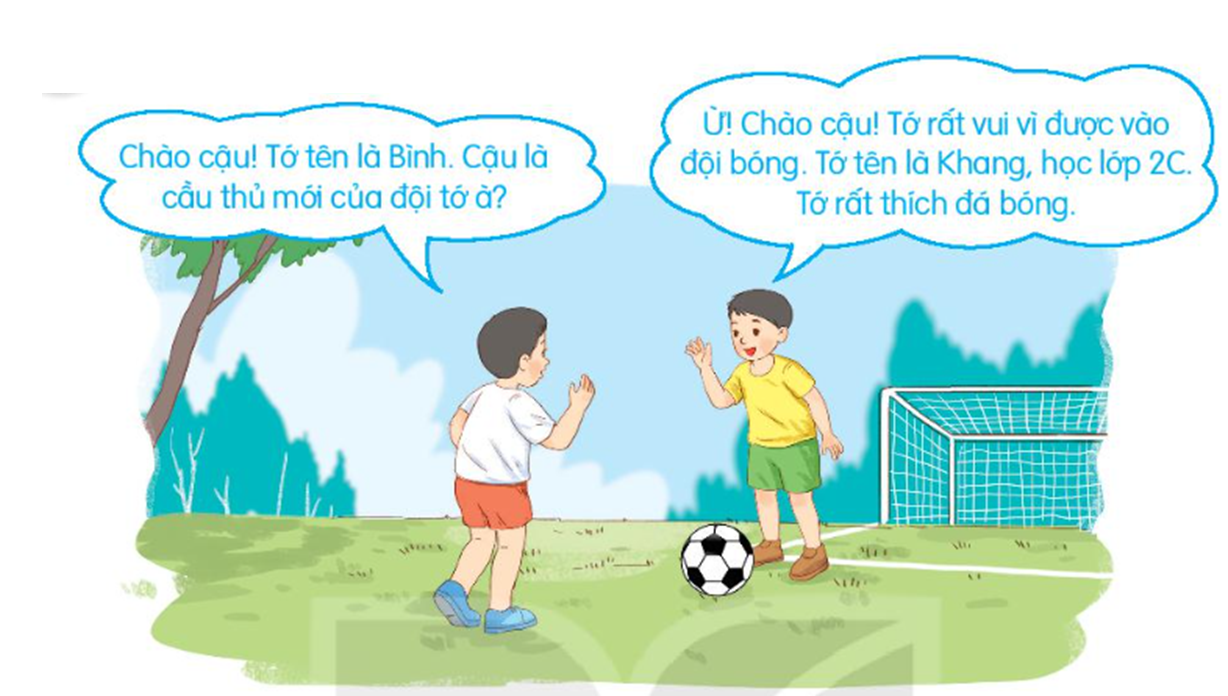 Chào cậu! Tớ tên là Bình. Cậu là
cầu thủ mới của đội tớ à?
Ừ! Chào cậu! Tớ rất vui vì được vào
đội bóng. Tớ tên là Khang, học lớp 2C.
Tớ rất thích đá bóng.